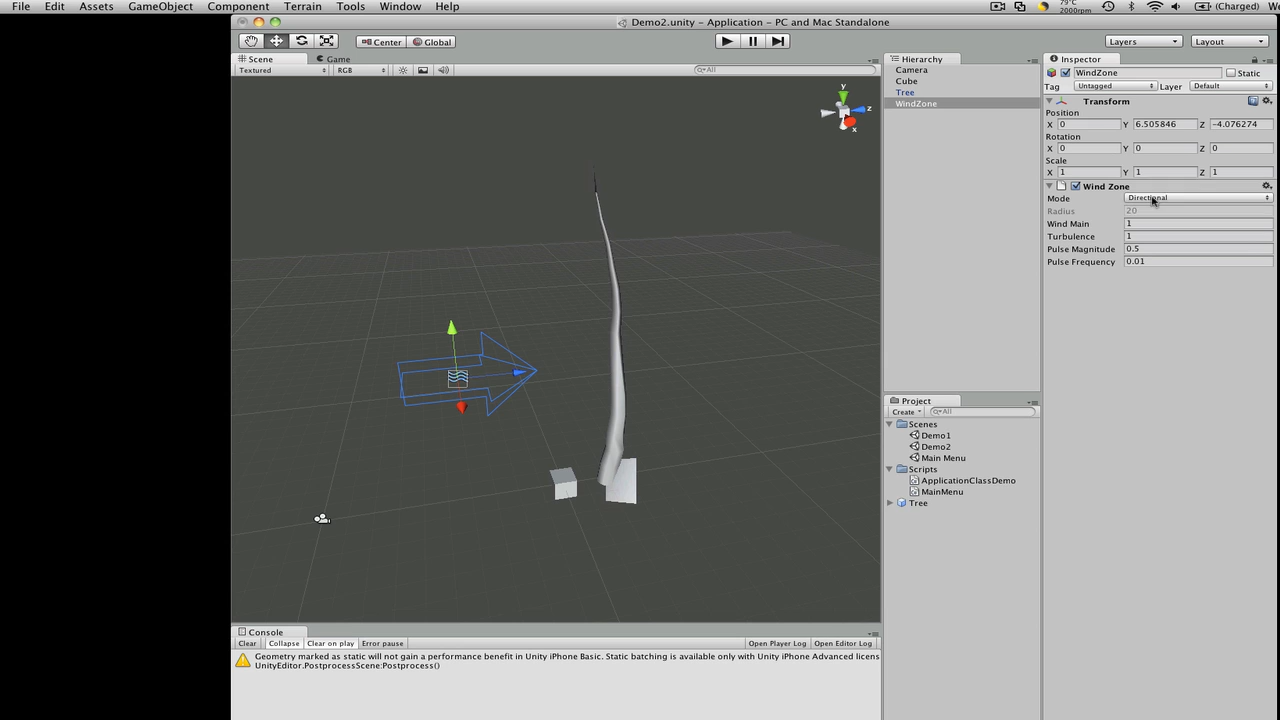 File Edit Assets GameObject Component Terrain Tools Window Help 79°C 2000rpm (Charged)
Demo2.unity - Application - PC and Mac Standalone
Center Global Layers Layout
Scene Game
Textured RGB All
y
z
x
Console
Clear Collapse Clear on play Error pause Open Player Log Open Editor Log
Geometry marked as static will not gain a performance benefit in Unity iPhone Basic. Static batching is available only with Unity iPhone Advanced licens
UnityEditor.PostprocessScene:Postprocess()
Hierarchy
Camera
Cube
Tree
WindZone
Project
Create All
Scenes
Demo1
Demo2
Main Menu
Scripts
ApplicationClassDemo
MainMenu
Tree
Inspector
WindZone Static
Tag Untagged Layer Default
Transform
Position
X 0 Y 6.505846 Z -4.076274
Rotation
X 0 Y 0 Z 0
Scale
X 1 Y 1 Z 1
Wind Zone
Mode Directional
Radius 20
Wind Main 1
Turbulence 1
Pulse Magnitude 0.5
Pulse Frequency 0.01